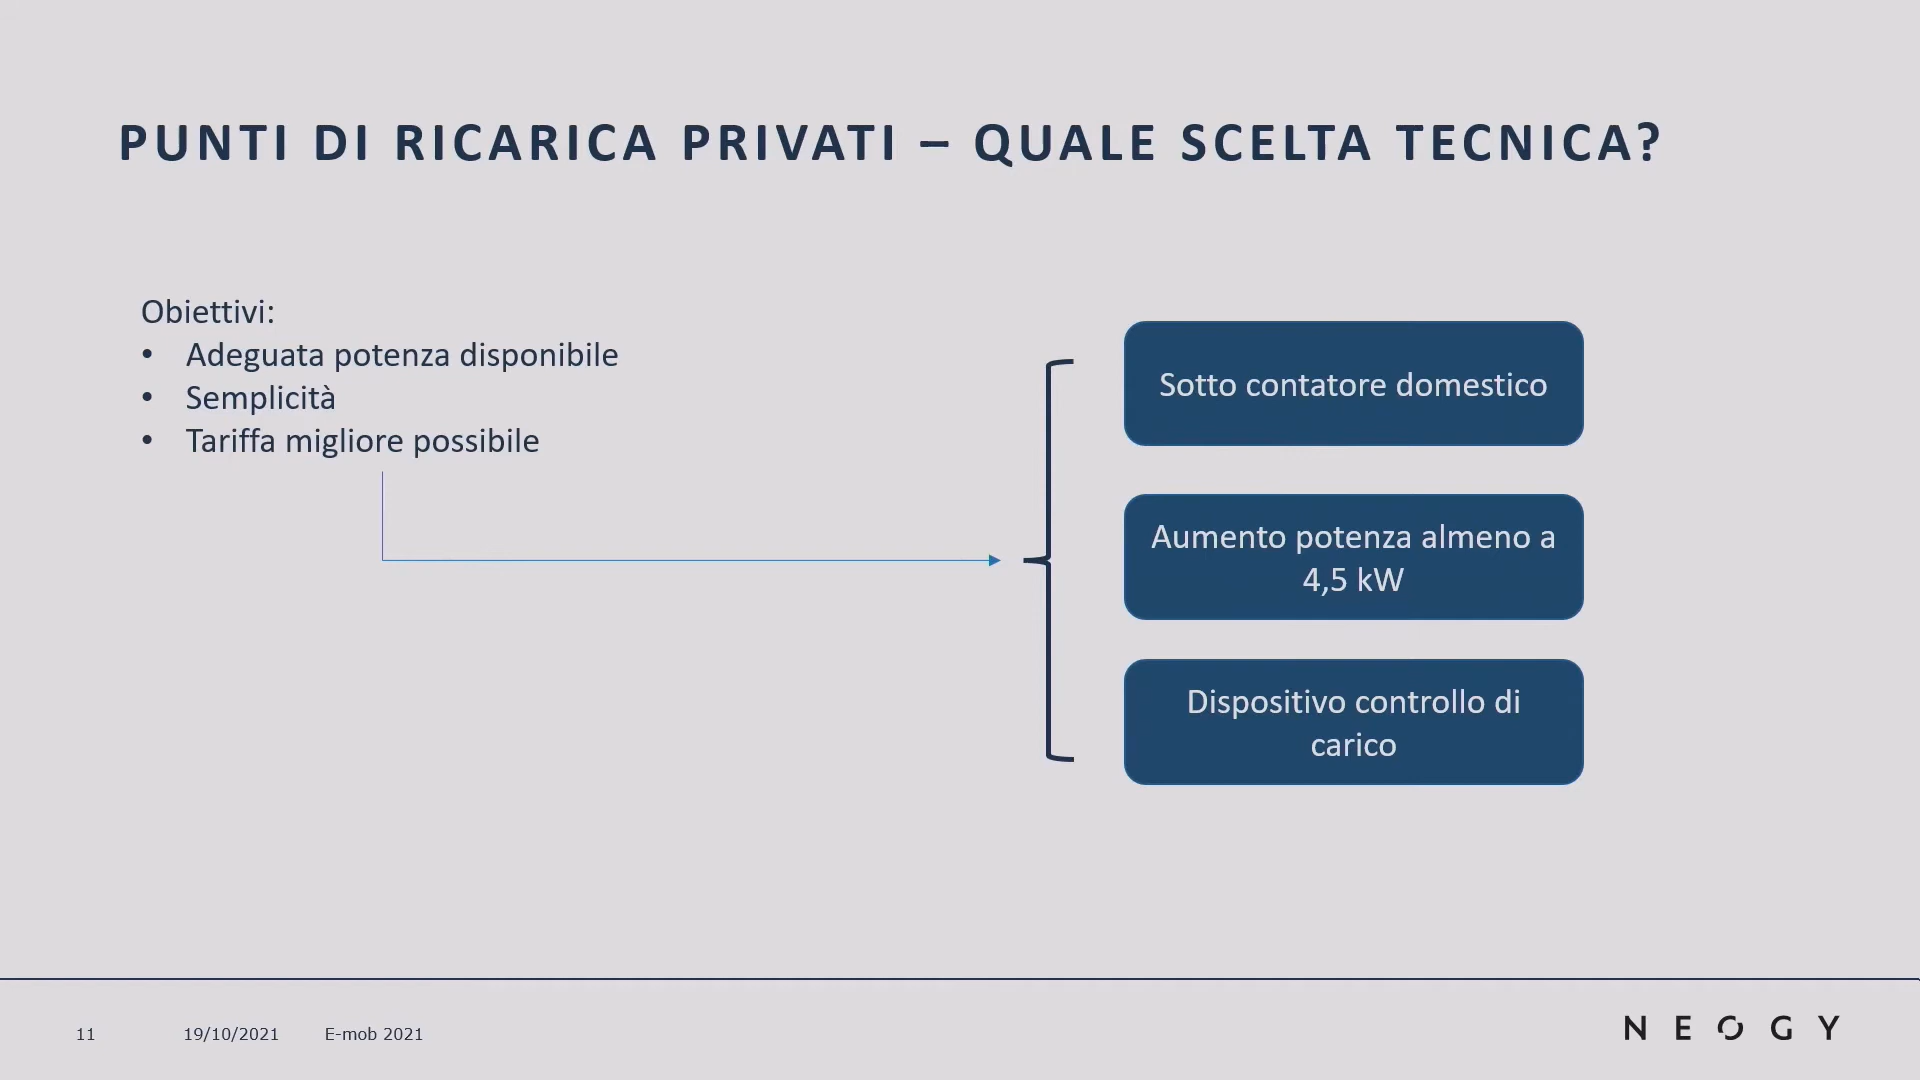 PUNTI DI RICARICA PRIVATI – QUALE SCELTA TECNICA?
Obiettivi:
• Adeguata potenza disponibile
• Semplicità
• Tariffa migliore possibile
Sotto contatore domestico
Aumento potenza almeno a
4,5 kW
Dispositivo controllo di
carico
11 19/10/2021 E-mob 2021
NEOGY